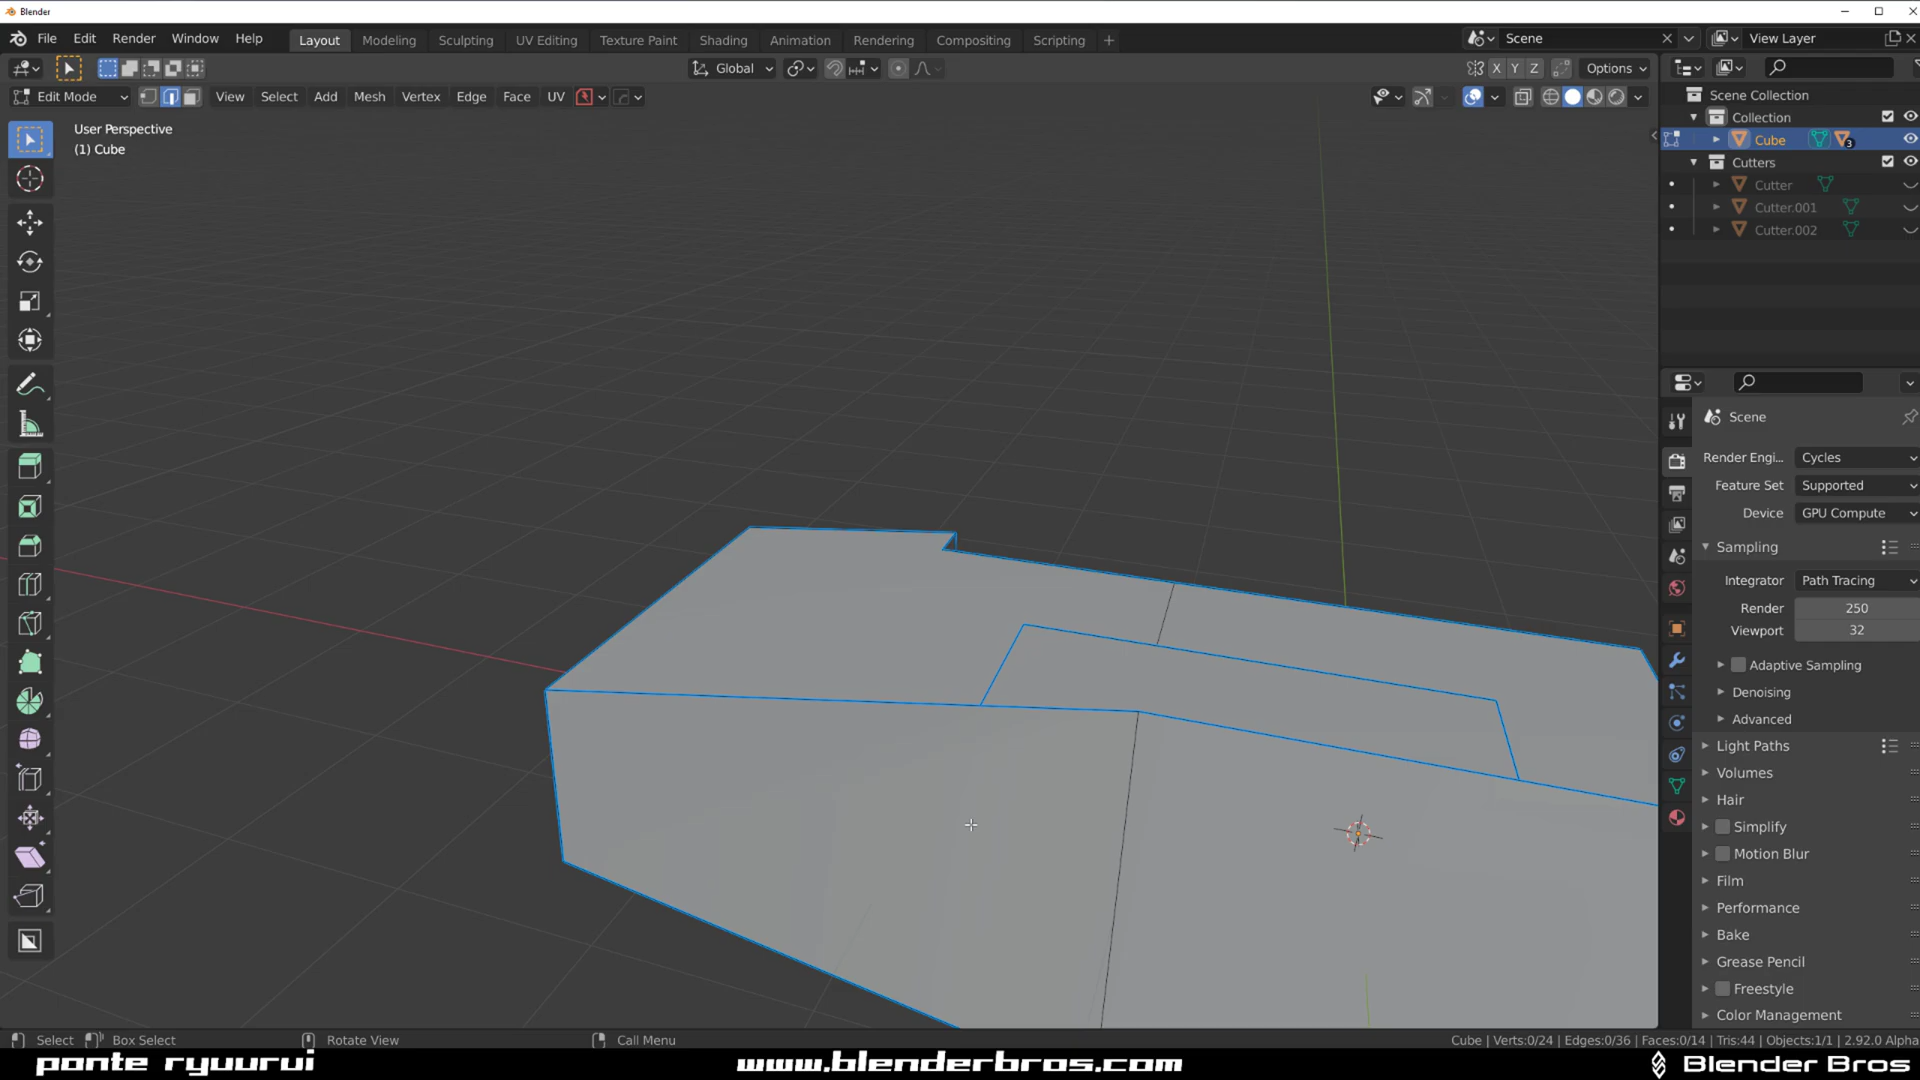 Blender
File Edit Render Window Help Layout Modeling Sculpting UV Editing Texture Paint Shading Animation Rendering Compositing Scripting + Scene View Layer
Global X Y Z Options
Edit Mode View Select Add Mesh Vertex Edge Face UV
User Perspective
(1) Cube
Scene Collection
Collection
Cube 3
Cutters
Cutter
Cutter.001
Cutter.002
Scene
Render Engi... Cycles
Feature Set Supported
Device GPU Compute
Sampling
Integrator Path Tracing
Render 250
Viewport 32
Adaptive Sampling
Denoising
Advanced
Light Paths
Volumes
Hair
Simplify
Motion Blur
Film
Performance
Bake
Grease Pencil
Freestyle
Color Management
Select Box Select Rotate View Call Menu Cube | Verts:0/24 | Edges:0/36 | Faces:0/14 | Tris:44 | Objects:1/1 | 2.92.0 Alpha
ponte ryuurui www.blenderbros.com Blender Bros